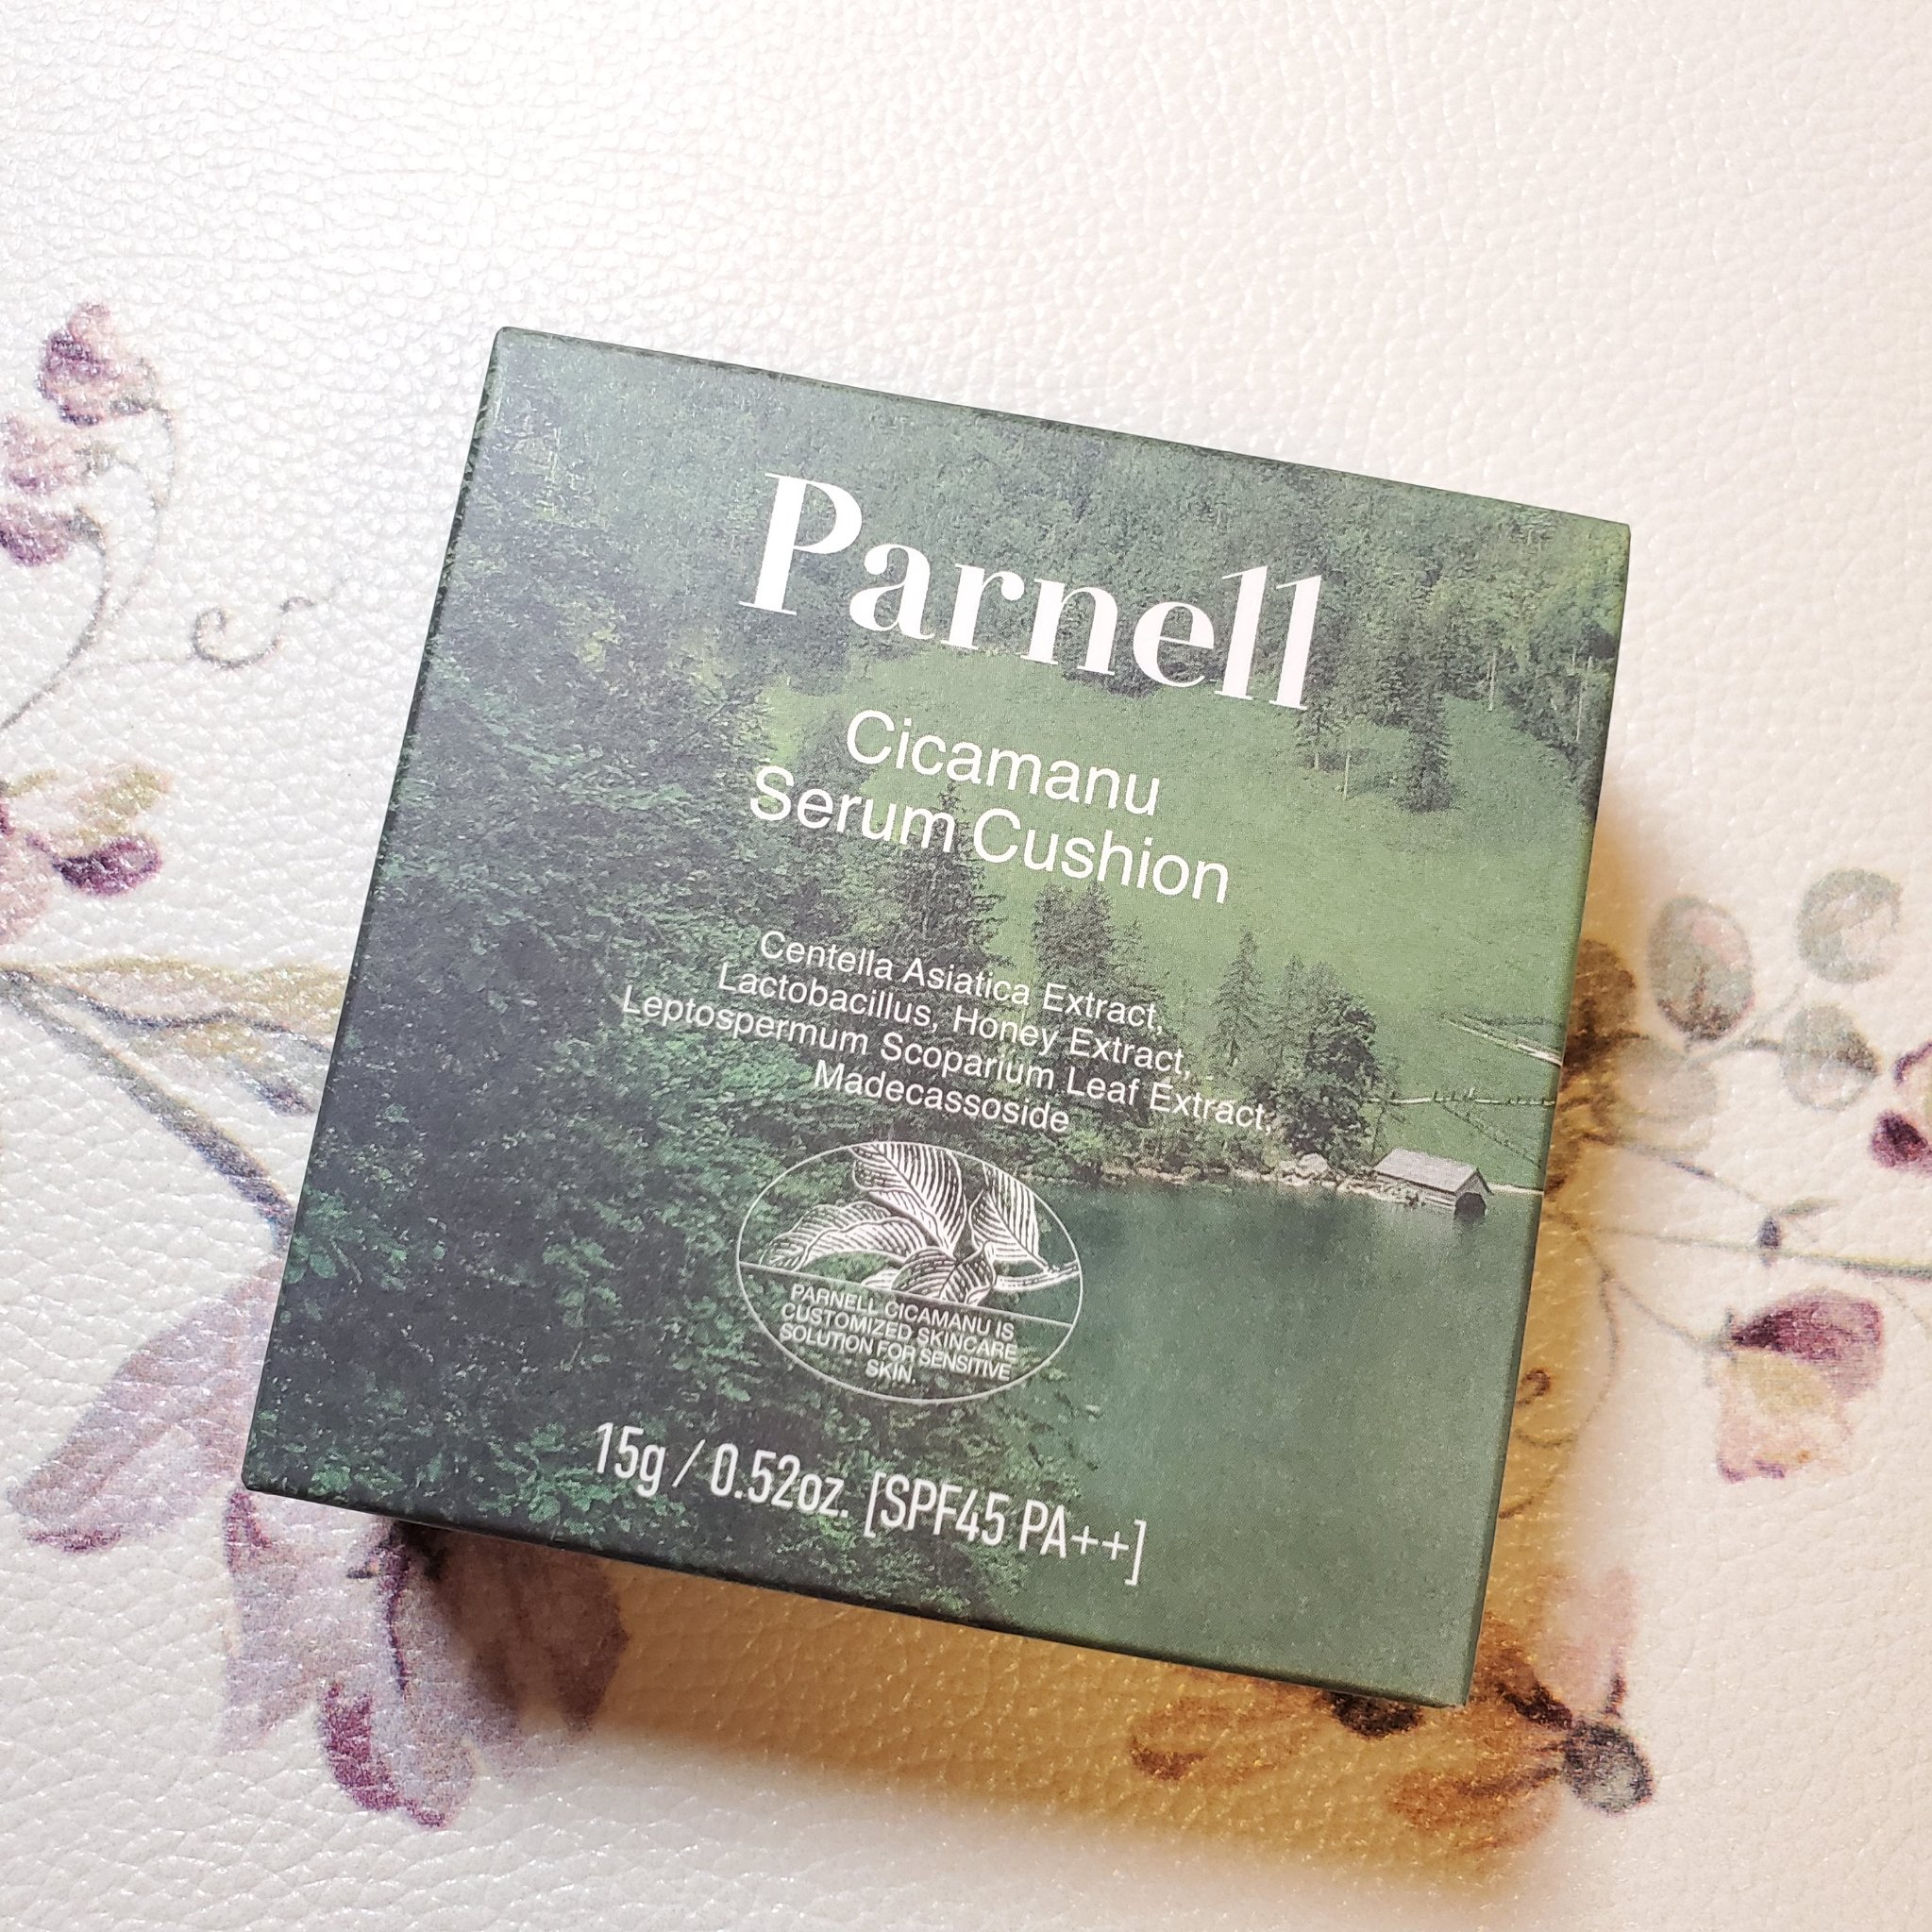 Parnell
Cicamanu
Serum Cushion
Centella Asiatica Extract,
Lactobacillus, Honey Extract,
Leptospermum Scoparium Leaf Extract,
Madecassoside
PARNELL CICAMANU IS
CUSTOMIZED SKINCARE
SOLUTION FOR SENSITIVE
SKIN.
15g / 0.52oz. [SPF45 PA++]